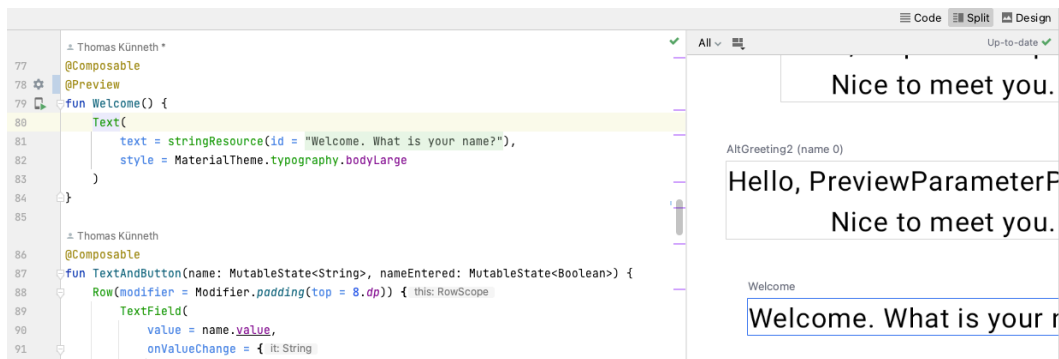 Code Split Design
Thomas Künneth *
All
Up-to-date
77 @Composable
78 @Preview
79 fun Welcome() {
80 Text(
81 text = stringResource(id = "Welcome. What is your name?"),
82 style = MaterialTheme.typography.bodyLarge
83 )
84 }
85
Thomas Künneth
86 @Composable
87 fun TextAndButton(name: MutableState<String>, nameEntered: MutableState<Boolean>) {
88 Row(modifier = Modifier.padding(top = 8.dp)) { this: RowScope
89 TextField(
90 value = name.value,
91 onValueChange = { it: String
Nice to meet you.
AltGreeting2 (name 0)
Hello, PreviewParameterP
Nice to meet you.
Welcome
Welcome. What is your